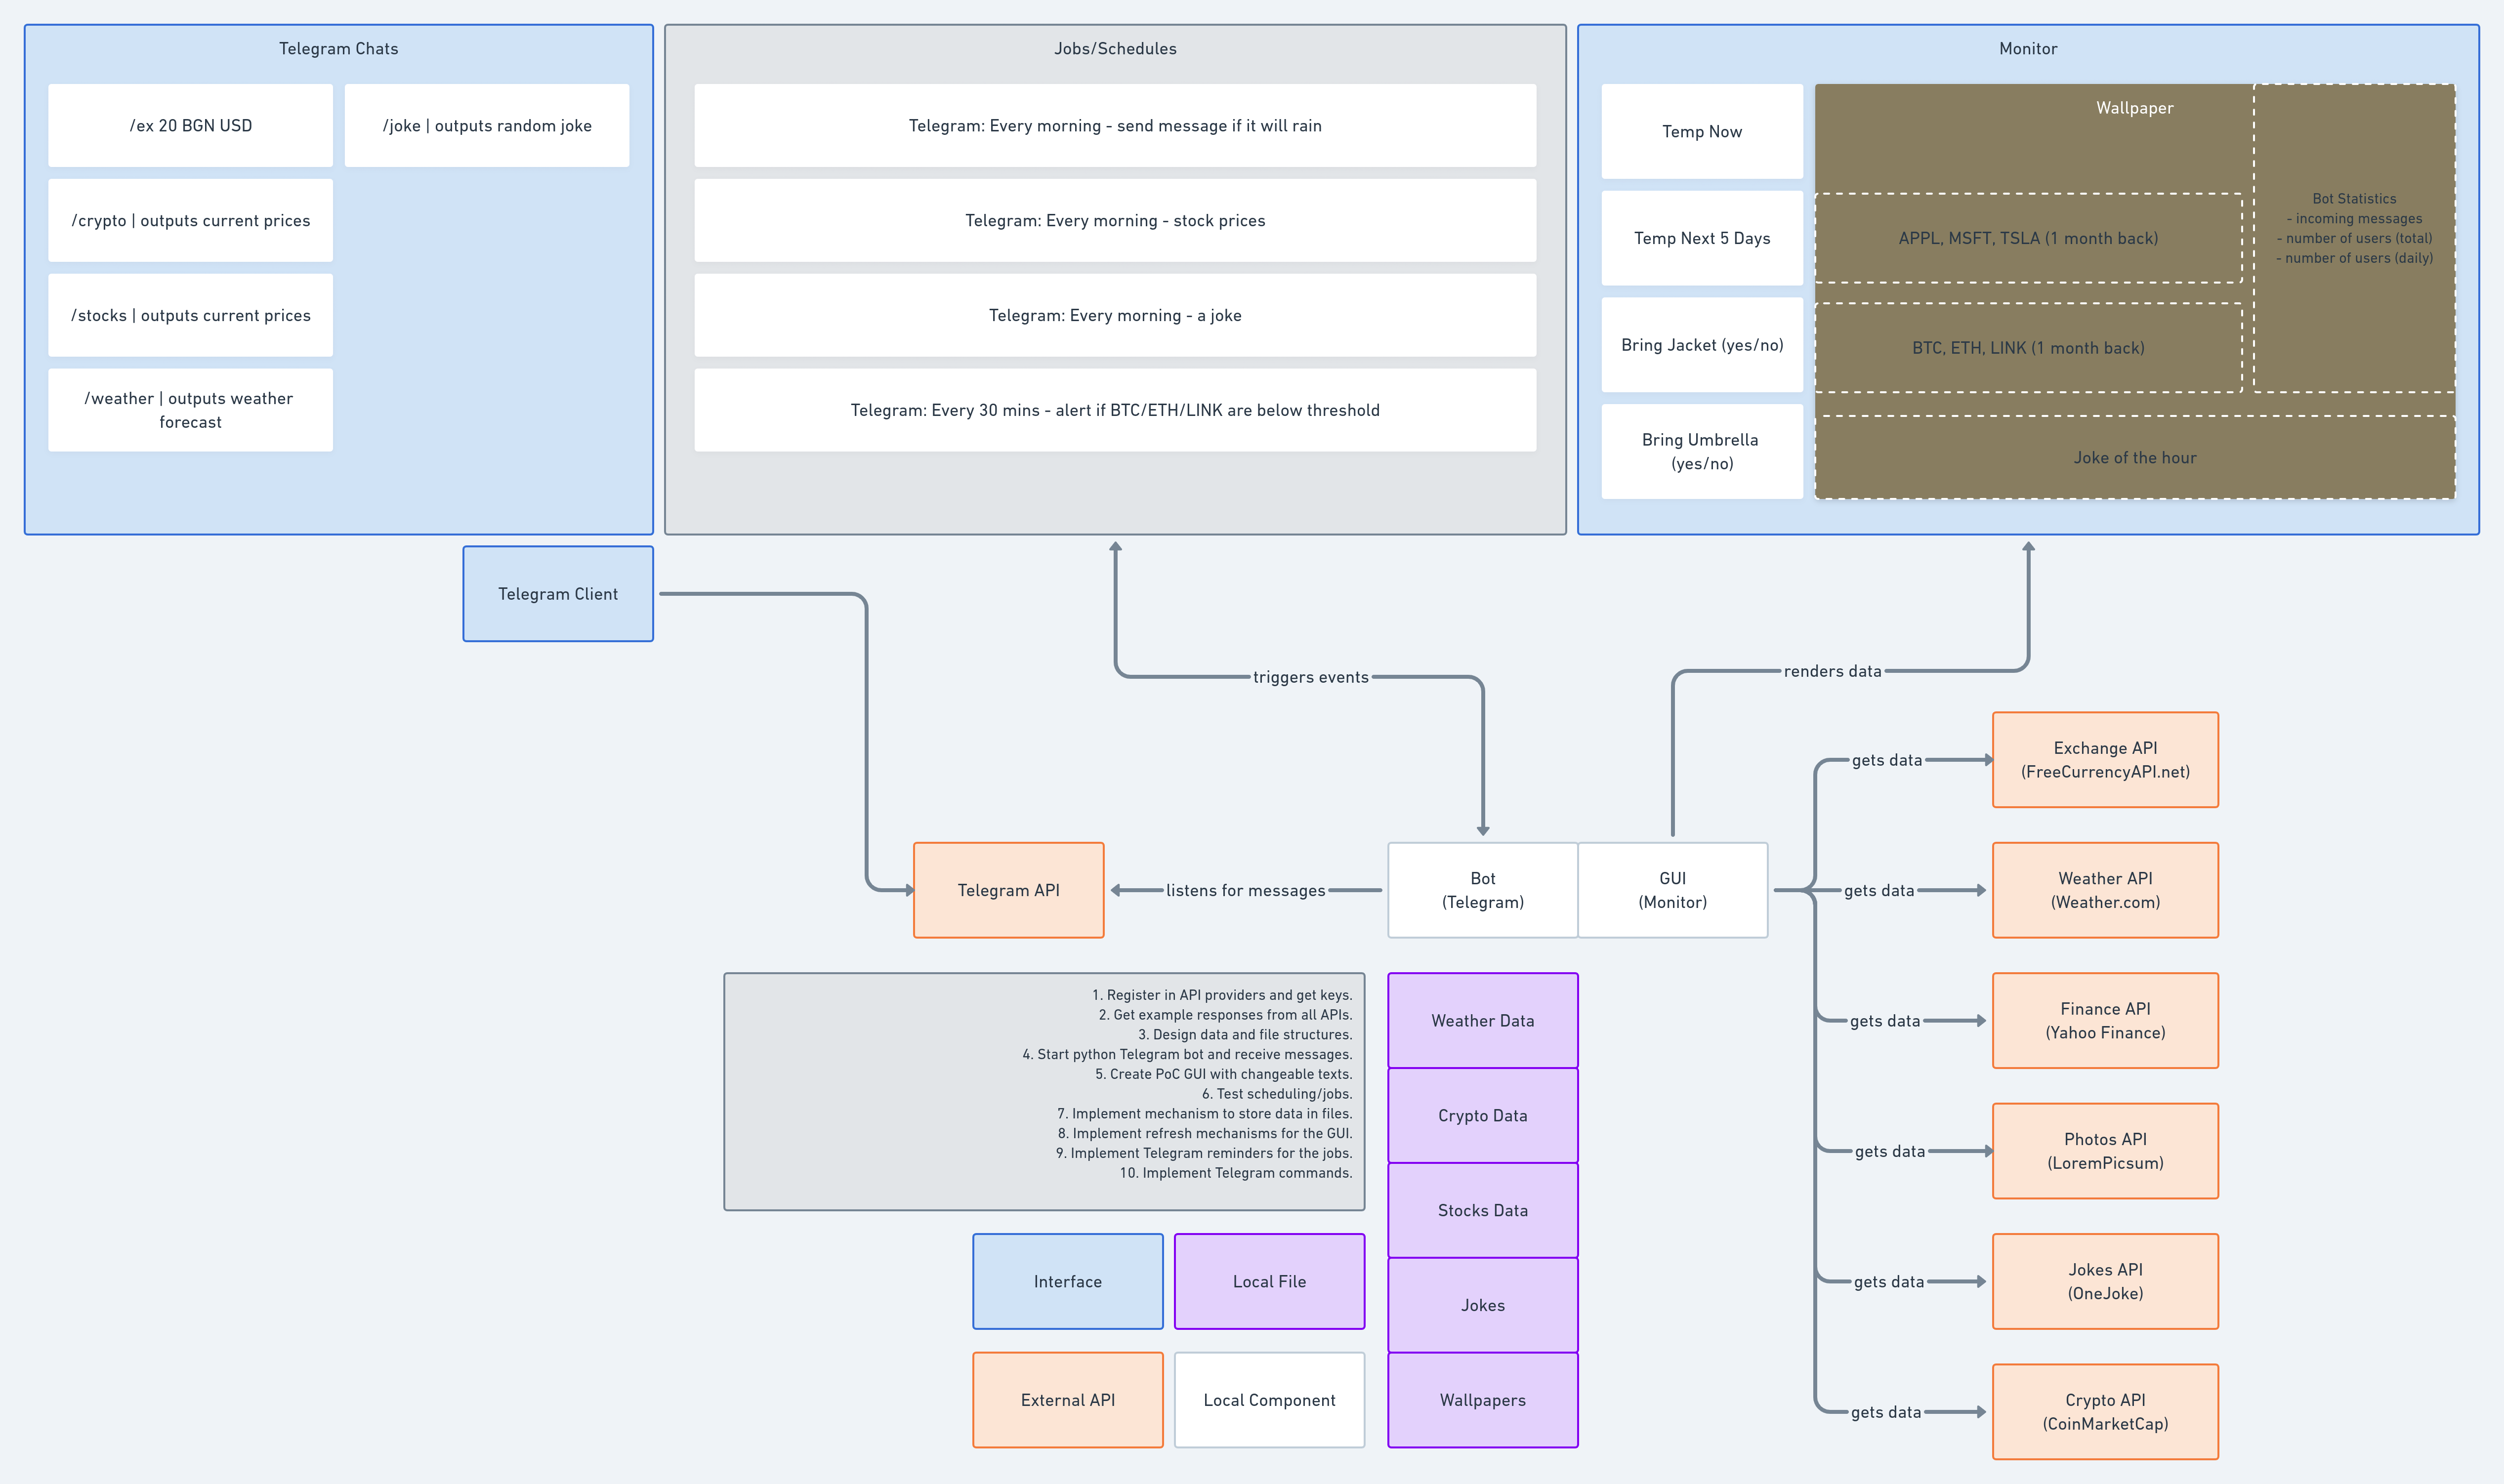 Telegram Chats
/ex 20 BGN USD
/joke | outputs random joke
/crypto | outputs current prices
/stocks | outputs current prices
/weather | outputs weather
forecast
Jobs/Schedules
Telegram: Every morning - send message if it will rain
Telegram: Every morning - stock prices
Telegram: Every morning - a joke
Telegram: Every 30 mins - alert if BTC/ETH/LINK are below threshold
Monitor
Temp Now
Temp Next 5 Days
Bring Jacket (yes/no)
Bring Umbrella
(yes/no)
Wallpaper
APPL, MSFT, TSLA (1 month back)
BTC, ETH, LINK (1 month back)
Bot Statistics
- incoming messages
- number of users (total)
- number of users (daily)
Joke of the hour
Telegram Client
triggers events
renders data
Telegram API
listens for messages
Bot
(Telegram)
GUI
(Monitor)
gets data
Exchange API
(FreeCurrencyAPI.net)
gets data
Weather API
(Weather.com)
gets data
Finance API
(Yahoo Finance)
gets data
Photos API
(LoremPicsum)
gets data
Jokes API
(OneJoke)
gets data
Crypto API
(CoinMarketCap)
1. Register in API providers and get keys.
2. Get example responses from all APIs.
3. Design data and file structures.
4. Start python Telegram bot and receive messages.
5. Create PoC GUI with changeable texts.
6. Test scheduling/jobs.
7. Implement mechanism to store data in files.
8. Implement refresh mechanisms for the GUI.
9. Implement Telegram reminders for the jobs.
10. Implement Telegram commands.
Weather Data
Crypto Data
Stocks Data
Jokes
Wallpapers
Interface
Local File
External API
Local Component